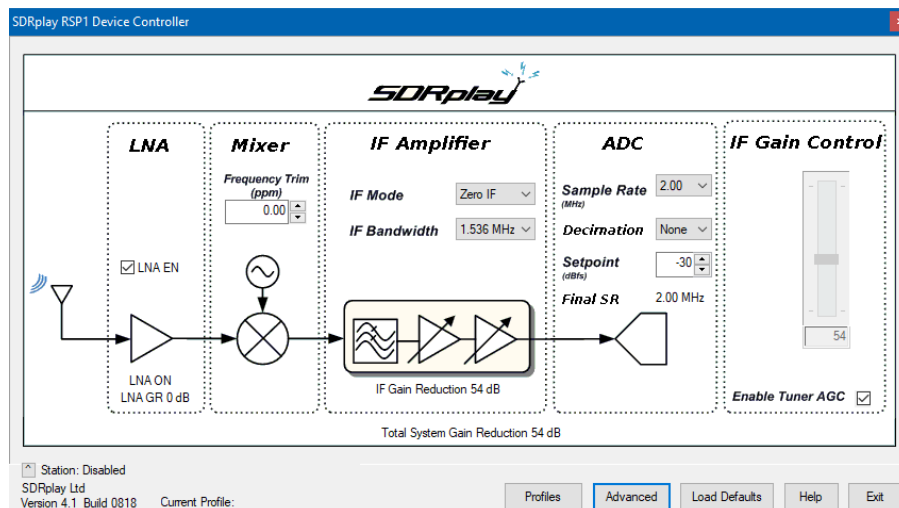 SDRplay RSP1 Device Controller
SDRplay
LNA
Mixer
IF Amplifier
ADC
IF Gain Control
Frequency Trim
(ppm)
0.00
IF Mode
Zero IF
IF Bandwidth
1.536 MHz
Sample Rate
(MHz)
2.00
Decimation
None
Setpoint
(dBfs)
-30
Final SR
2.00 MHz
LNA EN
LNA ON
LNA GR 0 dB
IF Gain Reduction 54 dB
54
Enable Tuner AGC
Total System Gain Reduction 54 dB
^ Station: Disabled
SDRplay Ltd
Version 4.1 Build 0818
Current Profile:
Profiles
Advanced
Load Defaults
Help
Exit